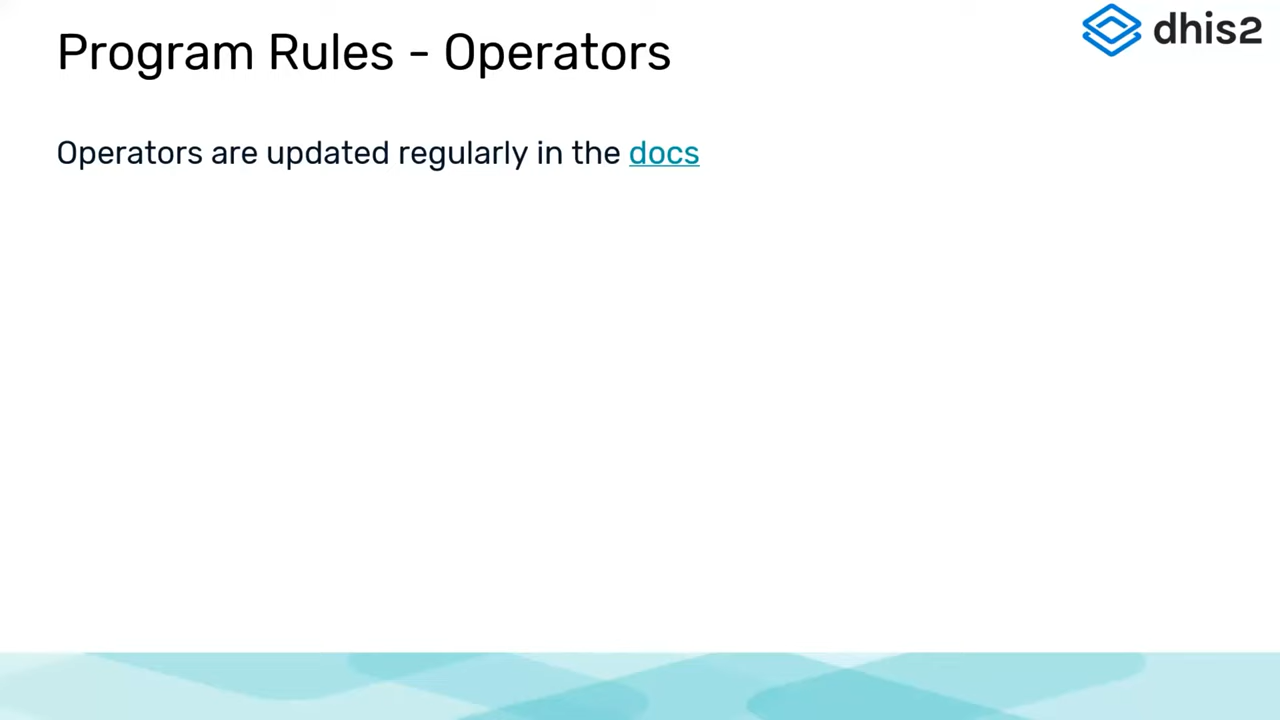 Program Rules - Operators
dhis2
Operators are updated regularly in the docs